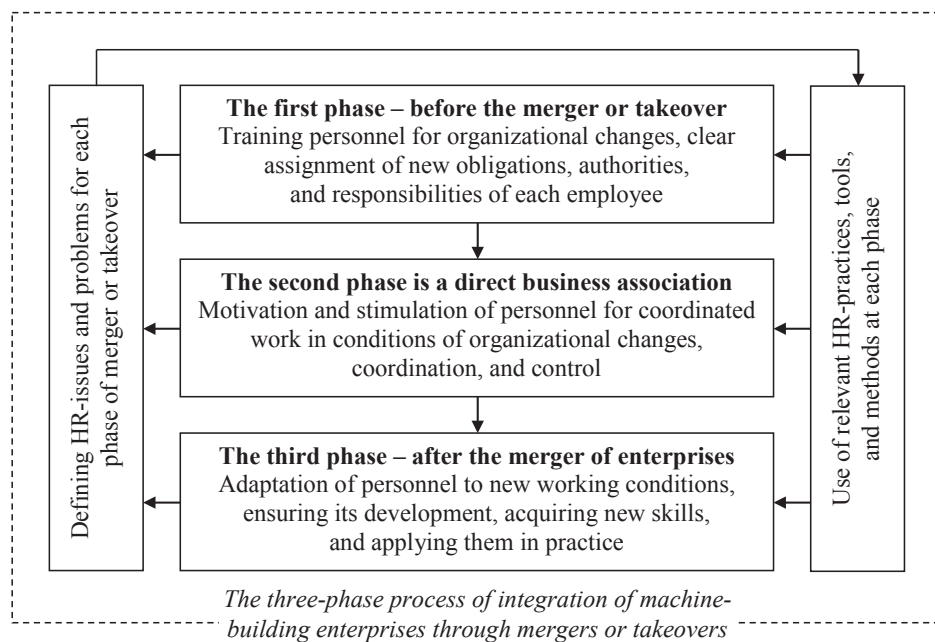 Defining HR-issues and problems for each
phase of merger or takeover
The first phase – before the merger or takeover
Training personnel for organizational changes, clear
assignment of new obligations, authorities,
and responsibilities of each employee
The second phase is a direct business association
Motivation and stimulation of personnel for coordinated
work in conditions of organizational changes,
coordination, and control
The third phase – after the merger of enterprises
Adaptation of personnel to new working conditions,
ensuring its development, acquiring new skills,
and applying them in practice
Use of relevant HR-practices, tools,
and methods at each phase
The three-phase process of integration of machine-
building enterprises through mergers or takeovers